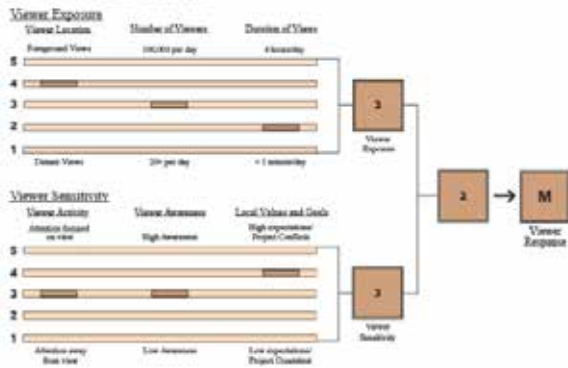 Viewer Exposure
Viewer Location Number of Viewers Duration of Views
Foreground Views 100,000 per day
5
4
3
2
1
Distant Views 20+ per day < 1 minute/day
3
Viewer
Exposure
Viewer Sensitivity
Viewer Activity Viewer Awareness Local Values and Goals
Attention focused
on view
High Awareness
High expectations/
Project Conflicts
5
4
3
2
1
Attention away
from view
Low Awareness
Low expectations/
Project Consistent
3
Viewer
Sensitivity
3
M
Viewer
Response